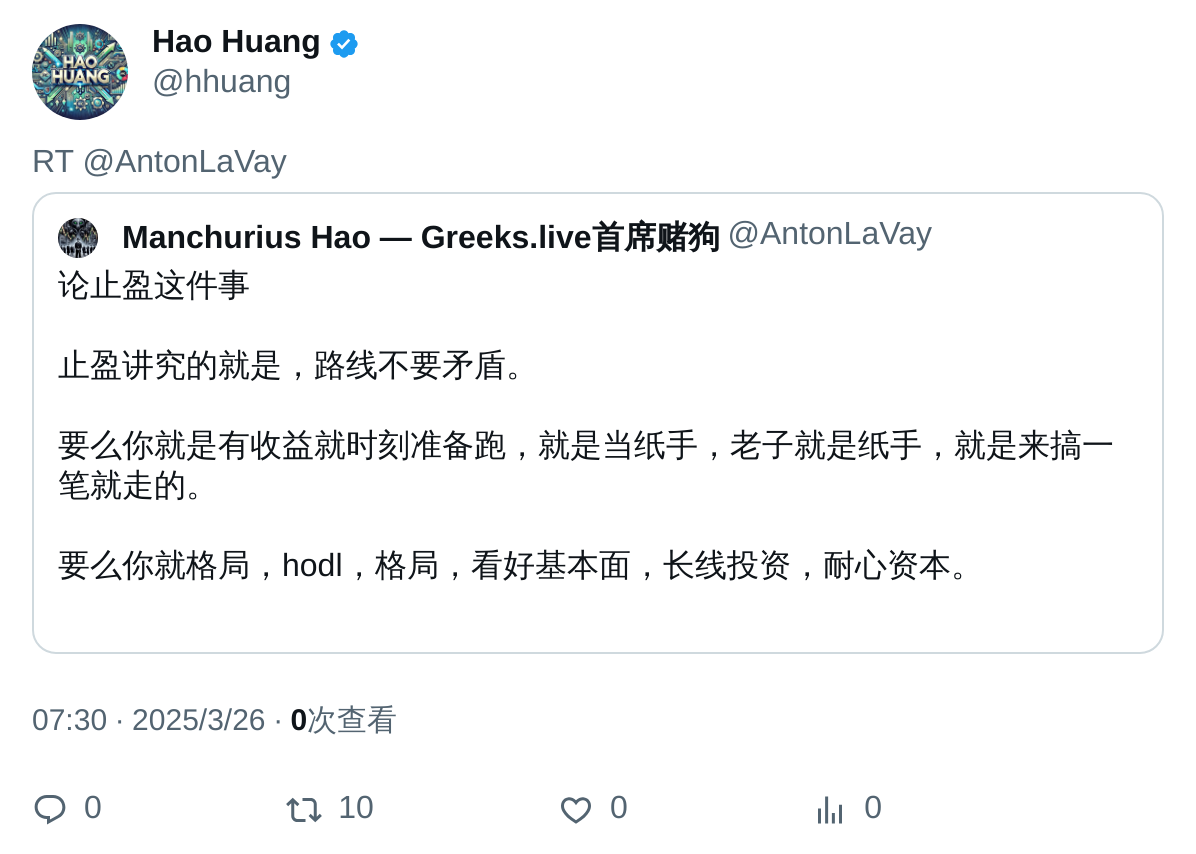 HAO
HUANG
Hao Huang
@hhuang
RT @AntonLaVay
Manchurius Hao — Greeks.live首席赌狗 @AntonLaVay
论止盈这件事
止盈讲究的就是，路线不要矛盾。
要么你就是有收益就时刻准备跑，就是当纸手，老子就是纸手，就是来搞一
笔就走的。
要么你就格局，hodl，格局，看好基本面，长线投资，耐心资本。
07:30 · 2025/3/26 · 0次查看
0 10 0 0